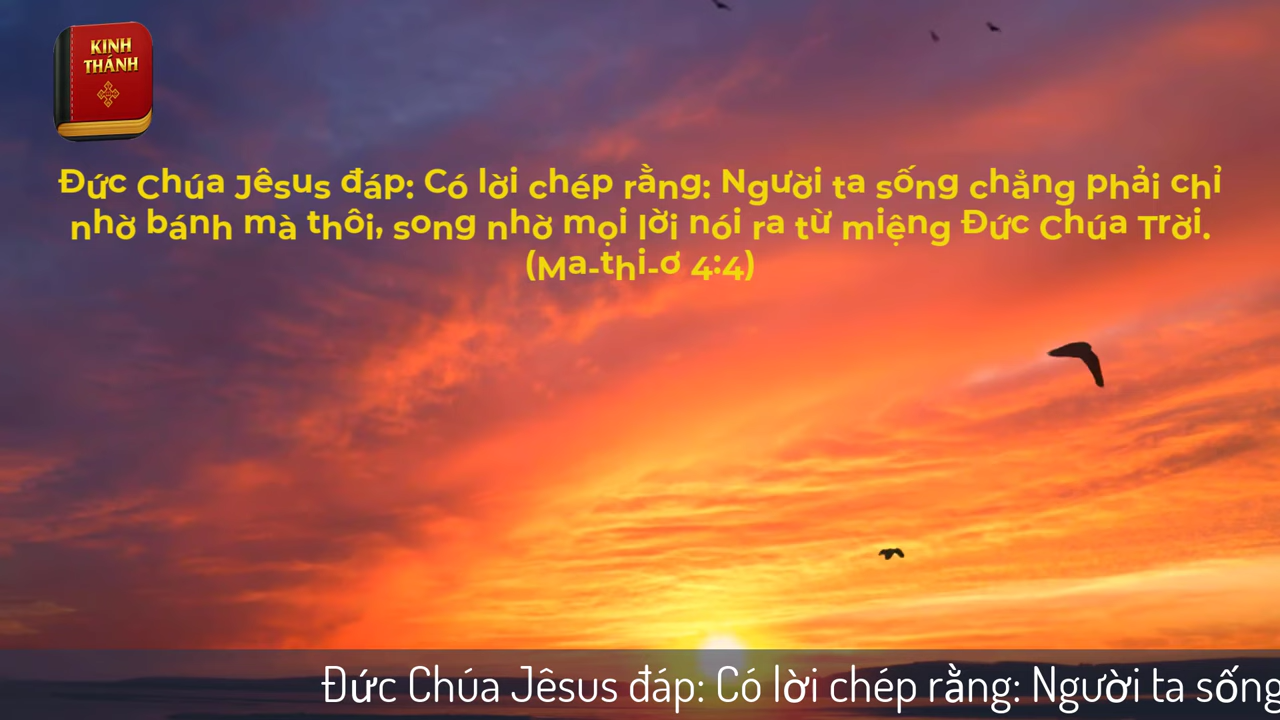 KINH
THÁNH
Đức Chúa Jêsus đáp: Có lời chép rằng: Người ta sống chẳng phải chỉ
nhờ bánh mà thôi, song nhờ mọi lời nói ra từ miệng Đức Chúa Trời.
(Ma-thi-ơ 4:4)
Đức Chúa Jêsus đáp: Có lời chép rằng: Người ta sống